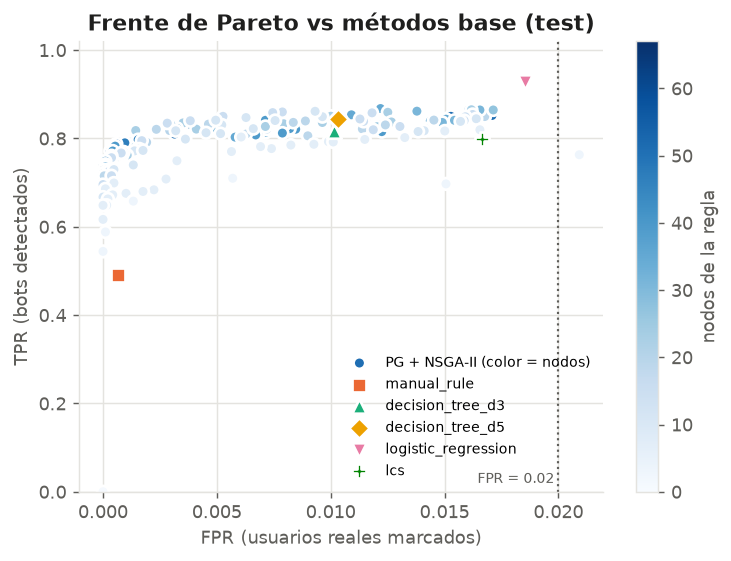 Frente de Pareto vs métodos base (test)
1.0
0.8
0.6
0.4
0.2
0.0
TPR (bots detectados)
0.000
0.005
0.010
0.015
0.020
FPR (usuarios reales marcados)
PG + NSGA-II (color = nodos)
manual_rule
decision_tree_d3
decision_tree_d5
logistic_regression
lcs
FPR = 0.02
60
50
40
30
20
10
0
nodos de la regla